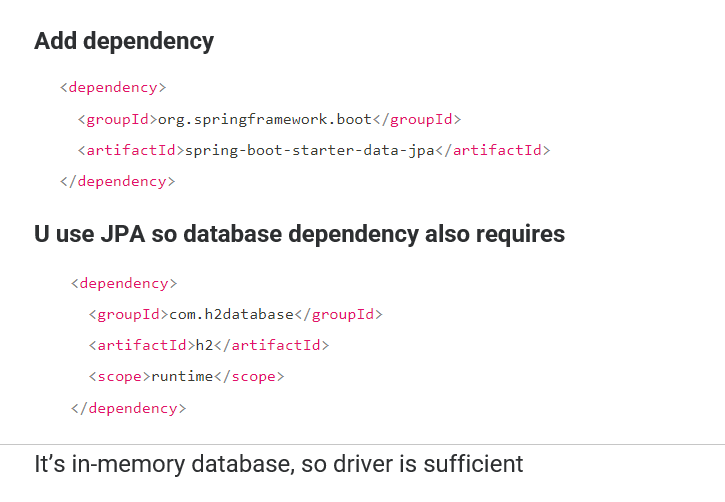 Add dependency
<dependency>
<groupId>org.springframework.boot</groupId>
<artifactId>spring-boot-starter-data-jpa</artifactId>
</dependency>
U use JPA so database dependency also requires
<dependency>
<groupId>com.h2database</groupId>
<artifactId>h2</artifactId>
<scope>runtime</scope>
</dependency>
It’s in-memory database, so driver is sufficient